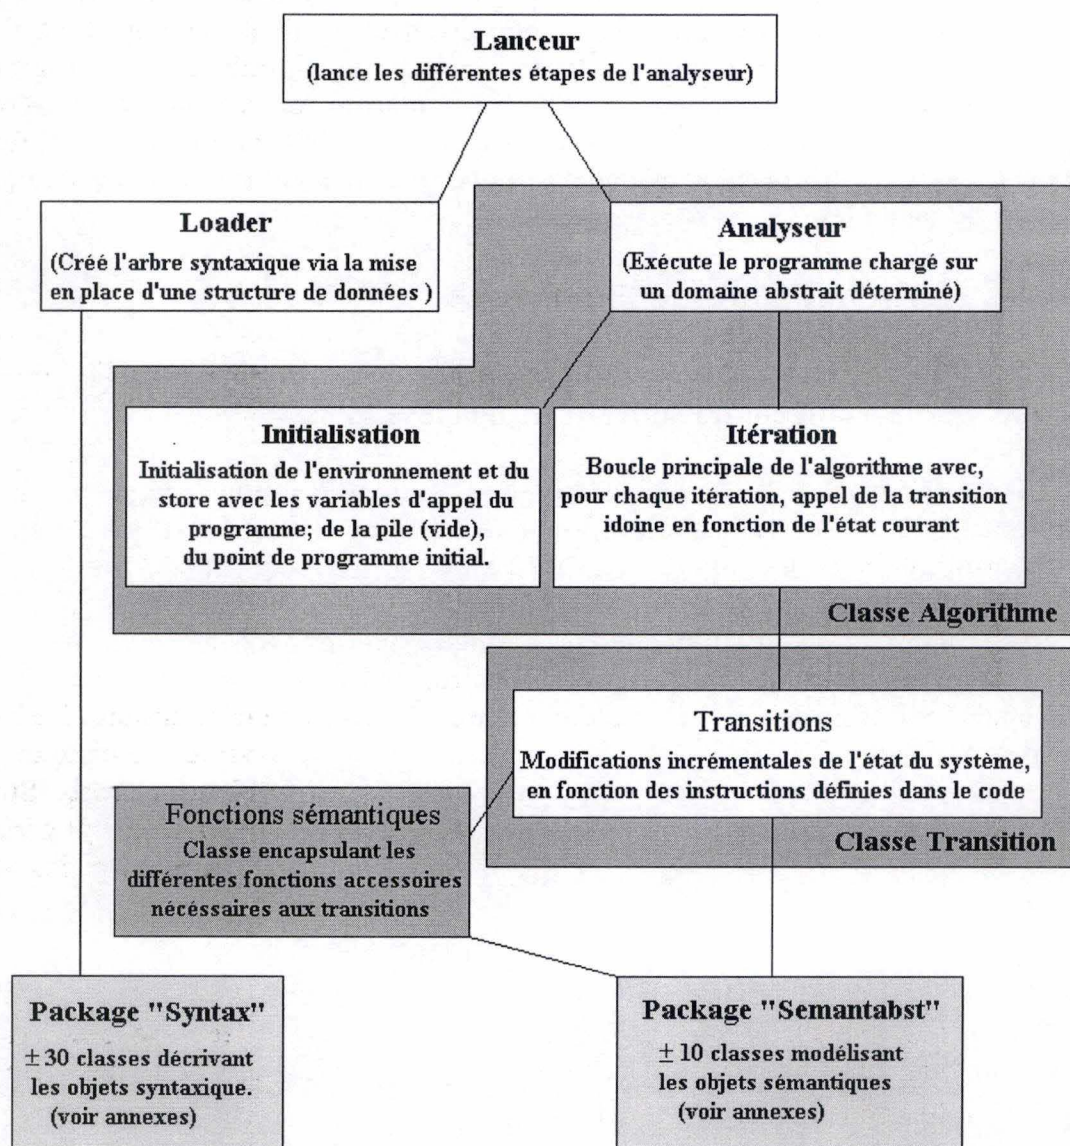 Lanceur
(lance les différentes étapes de l'analyseur)
Loader
(Créé l'arbre syntaxique via la mise
en place d'une structure de données )
Analyseur
(Exécute le programme chargé sur
un domaine abstrait déterminé)
Initialisation
Initialisation de l'environnement et du
store avec les variables d'appel du
programme; de la pile (vide),
du point de programme initial.
Itération
Boucle principale de l'algorithme avec,
pour chaque itération, appel de la transition
idoine en fonction de l'état courant
Classe Algorithme
Transitions
Modifications incrémentales de l'état du système,
en fonction des instructions définies dans le code
Classe Transition
Fonctions sémantiques
Classe encapsulant les
différentes fonctions accessoires
nécéssaires aux transitions
Package "Syntax"
±30 classes décrivant
les objets syntaxique.
(voir annexes)
Package "Semantabst"
±10 classes modélisant
les objets sémantiques
(voir annexes)